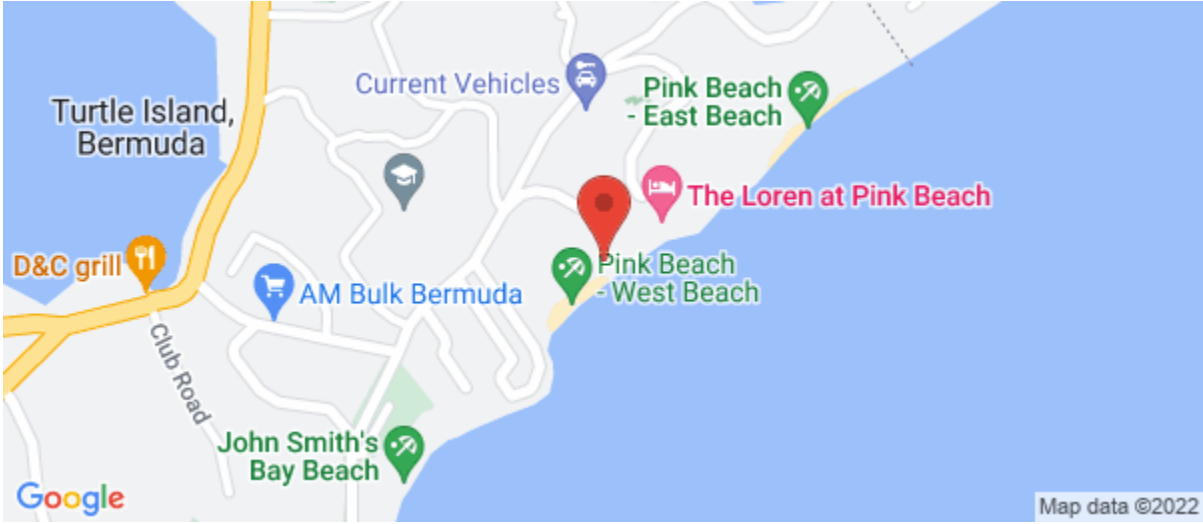 Current Vehicles
Pink Beach
- East Beach
Turtle Island,
Bermuda
The Loren at Pink Beach
D&C grill
Pink Beach
- West Beach
AM Bulk Bermuda
Club Road
John Smith's
Bay Beach
Google
Map data ©2022